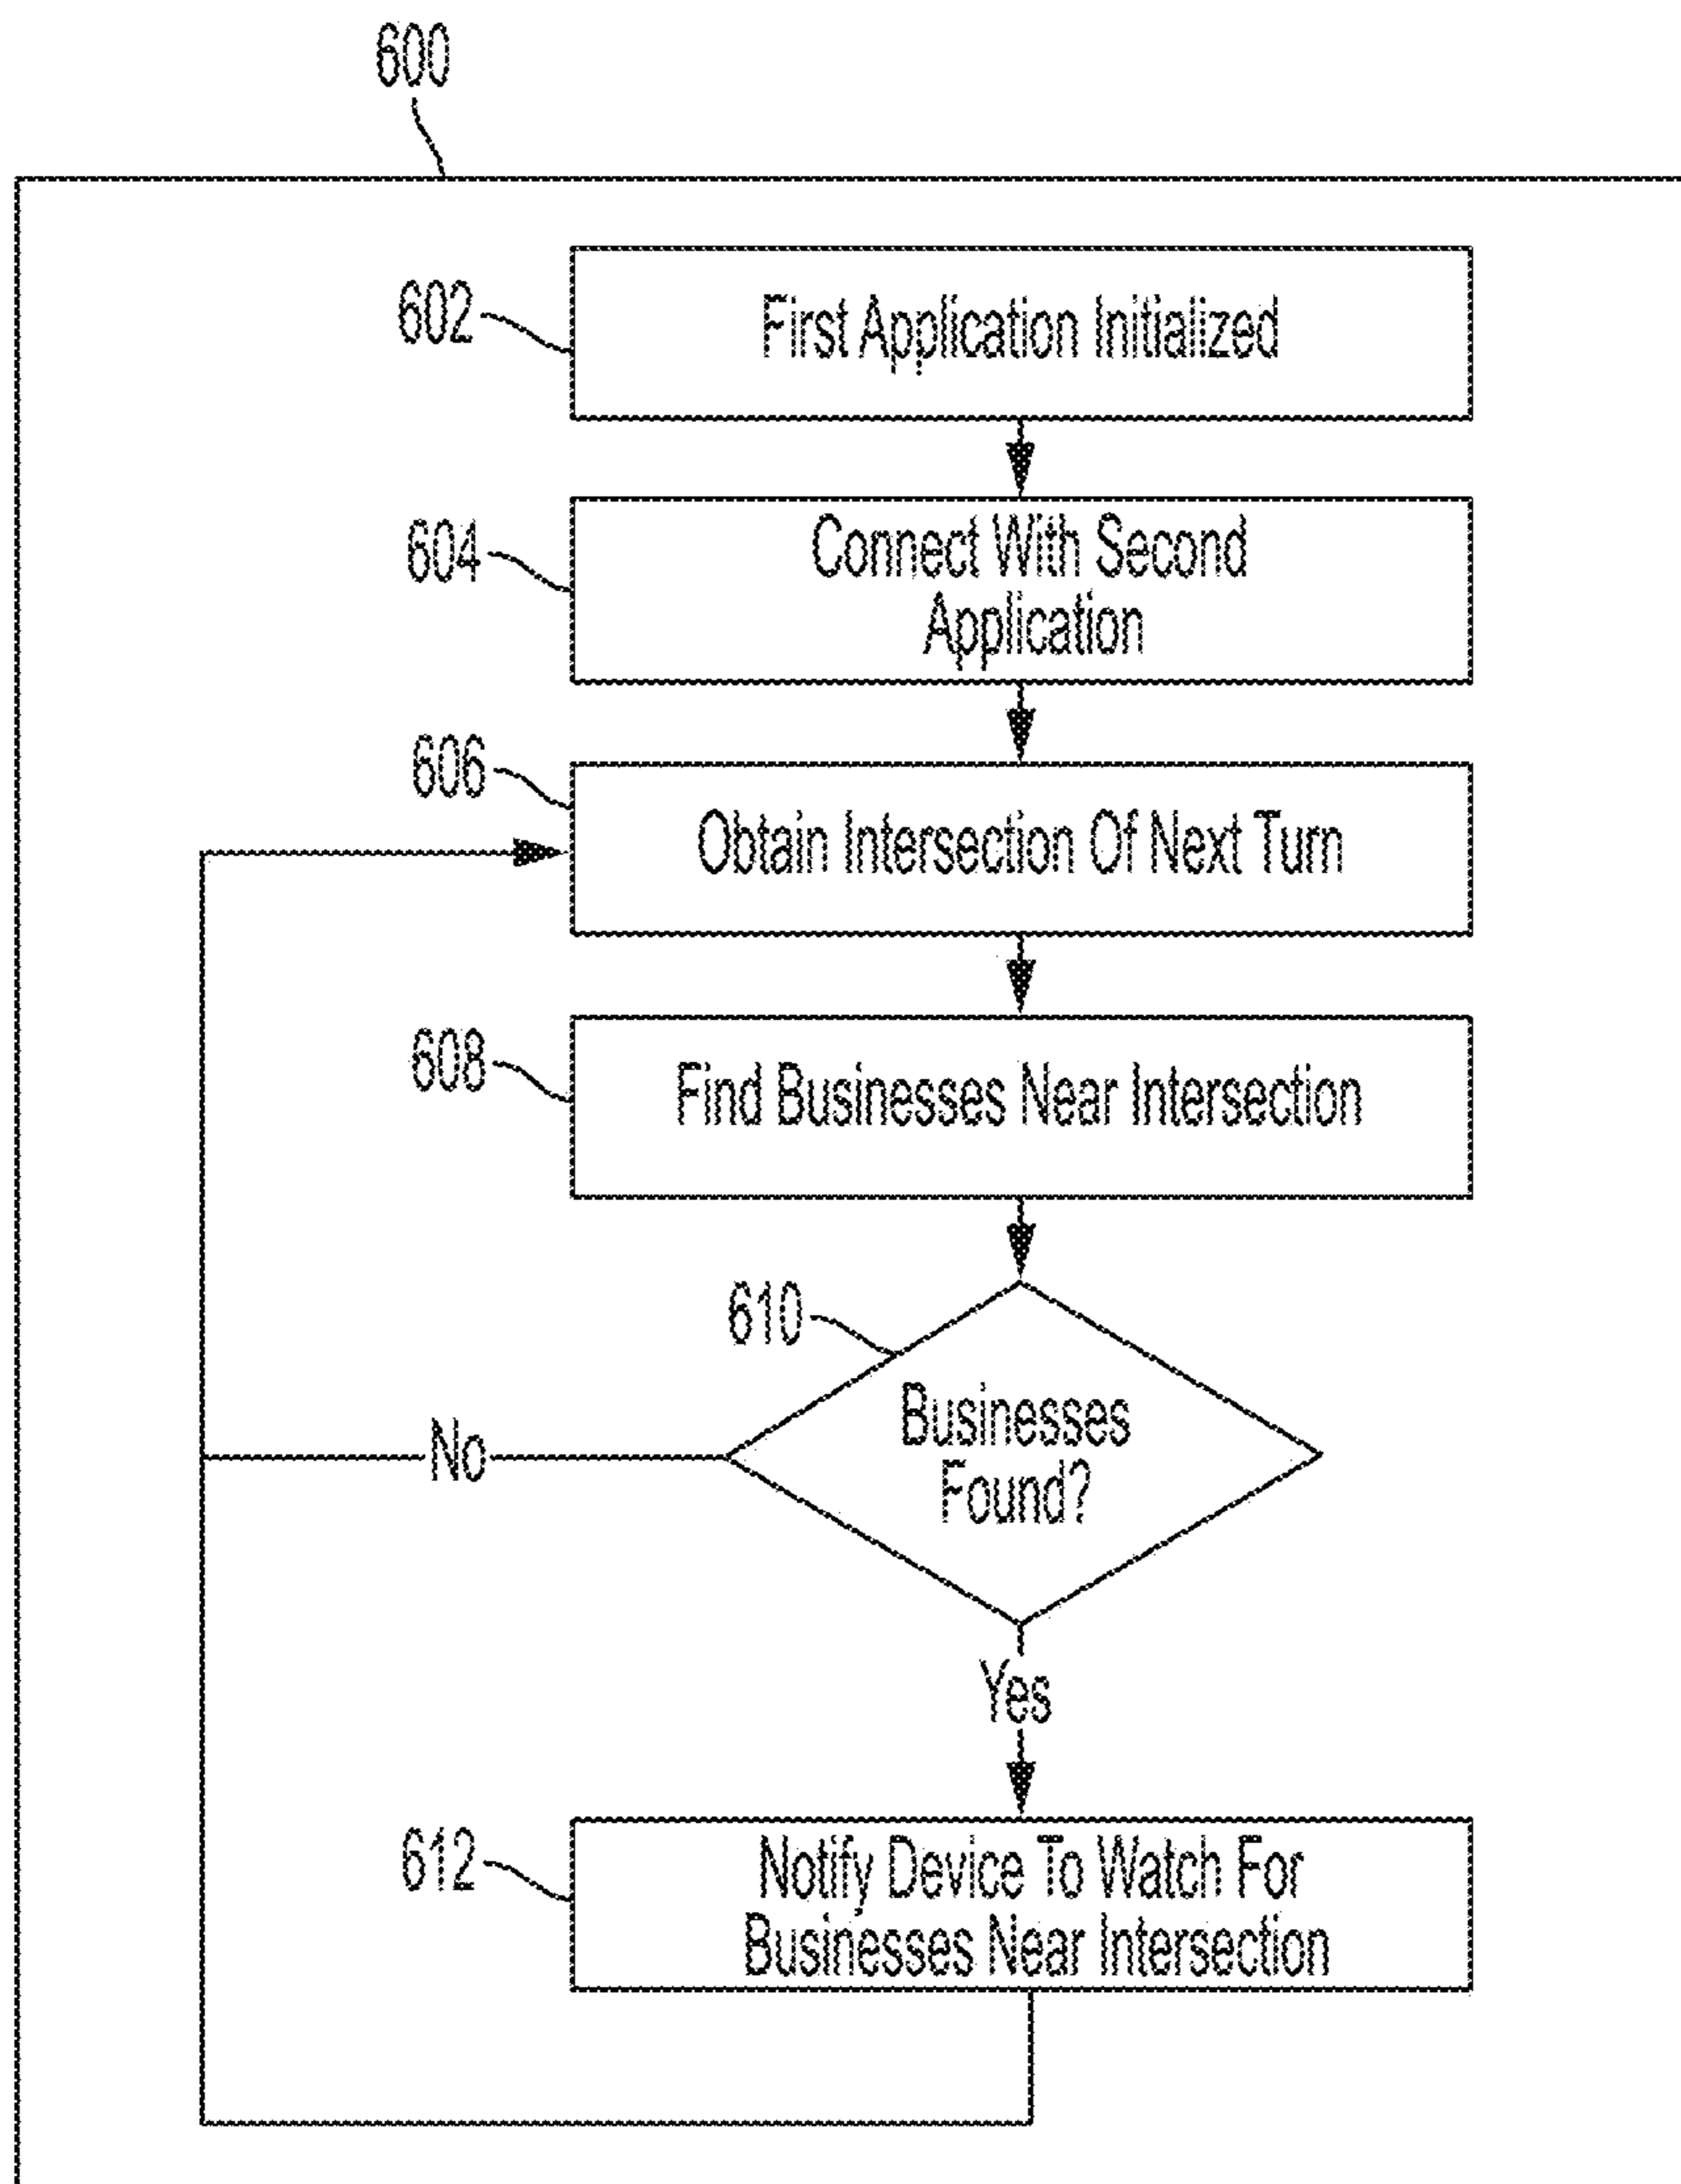 600
602
First Application Initialized
604
Connect With Second
Application
606
Obtain Intersection Of Next Turn
608
Find Businesses Near Intersection
610
Businesses
Found?
No
Yes
612
Notify Device To Watch For
Businesses Near Intersection